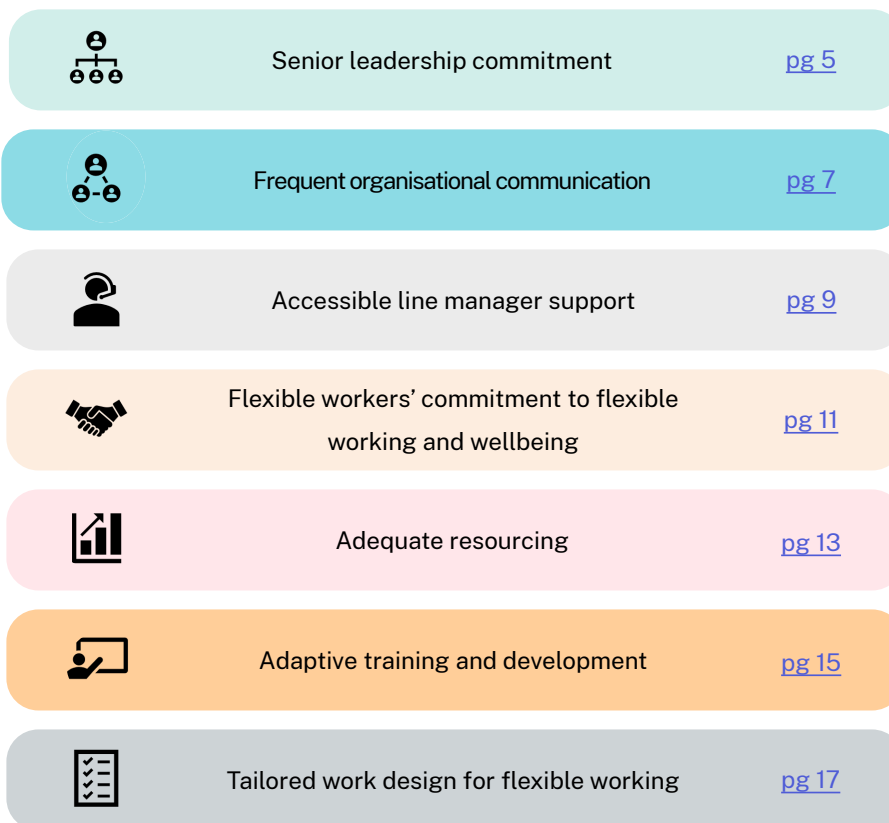 Senior leadership commitment pg 5
Frequent organisational communication pg 7
Accessible line manager support pg 9
Flexible workers’ commitment to flexible
working and wellbeing pg 11
Adequate resourcing pg 13
Adaptive training and development pg 15
Tailored work design for flexible working pg 17